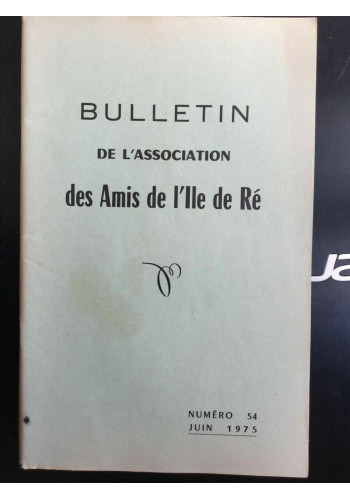 BULLETIN
DE L'ASSOCIATION
des Amis de l'Ile de Ré
NUMÉRO 54
JUIN 1975